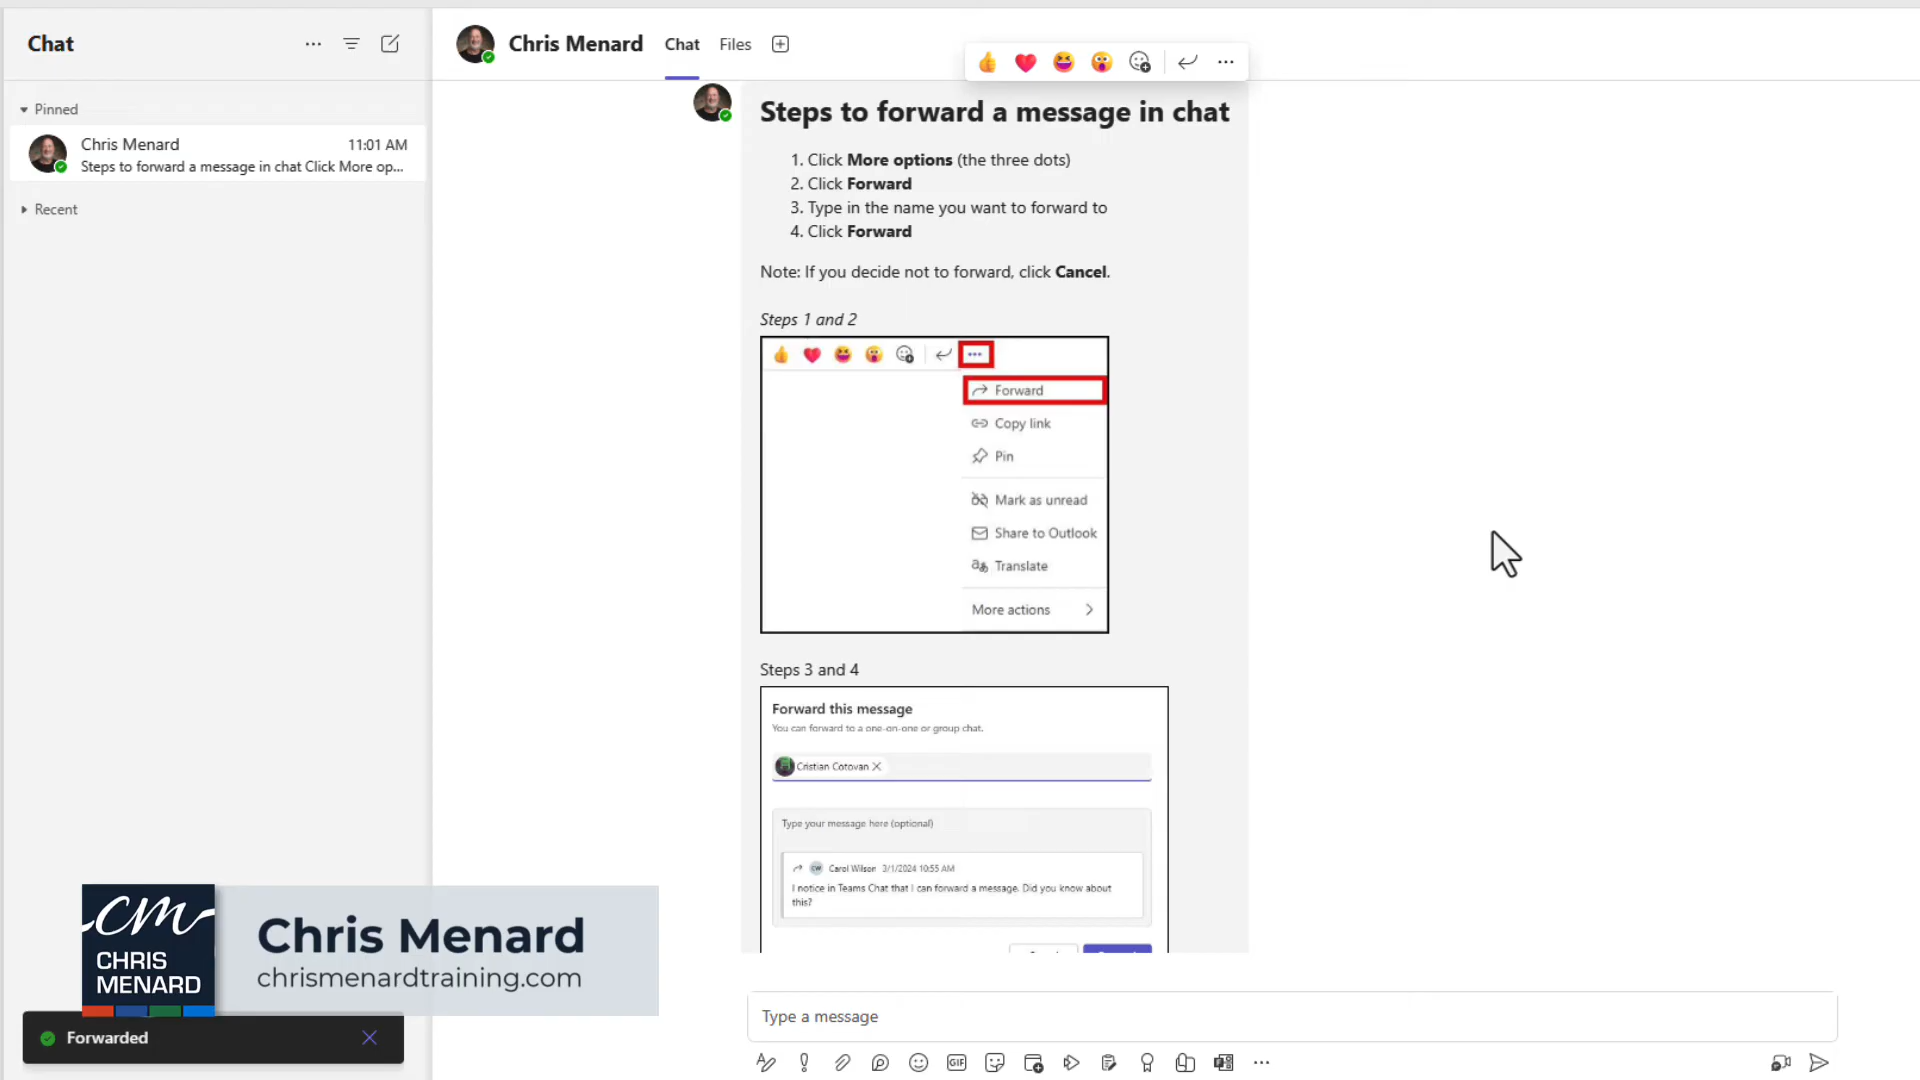 Chat
Chris Menard
Chat
Files
Pinned
Chris Menard
11:01 AM
Steps to forward a message in chat Click More op...
Recent
Steps to forward a message in chat
1. Click More options (the three dots)
2. Click Forward
3. Type in the name you want to forward to
4. Click Forward
Note: If you decide not to forward, click Cancel.
Steps 1 and 2
Forward
Copy link
Pin
Mark as unread
Share to Outlook
Translate
More actions
Steps 3 and 4
Forward this message
You can forward to a one-on-one or group chat.
Cristian Cotovan
Type your message here (optional)
CW Carol Wilson 3/1/2024 10:55 AM
I notice in Teams Chat that I can forward a message. Did you know about
this?
cm
CHRIS
MENARD
Chris Menard
chrismenardtraining.com
Forwarded
Type a message
GIF